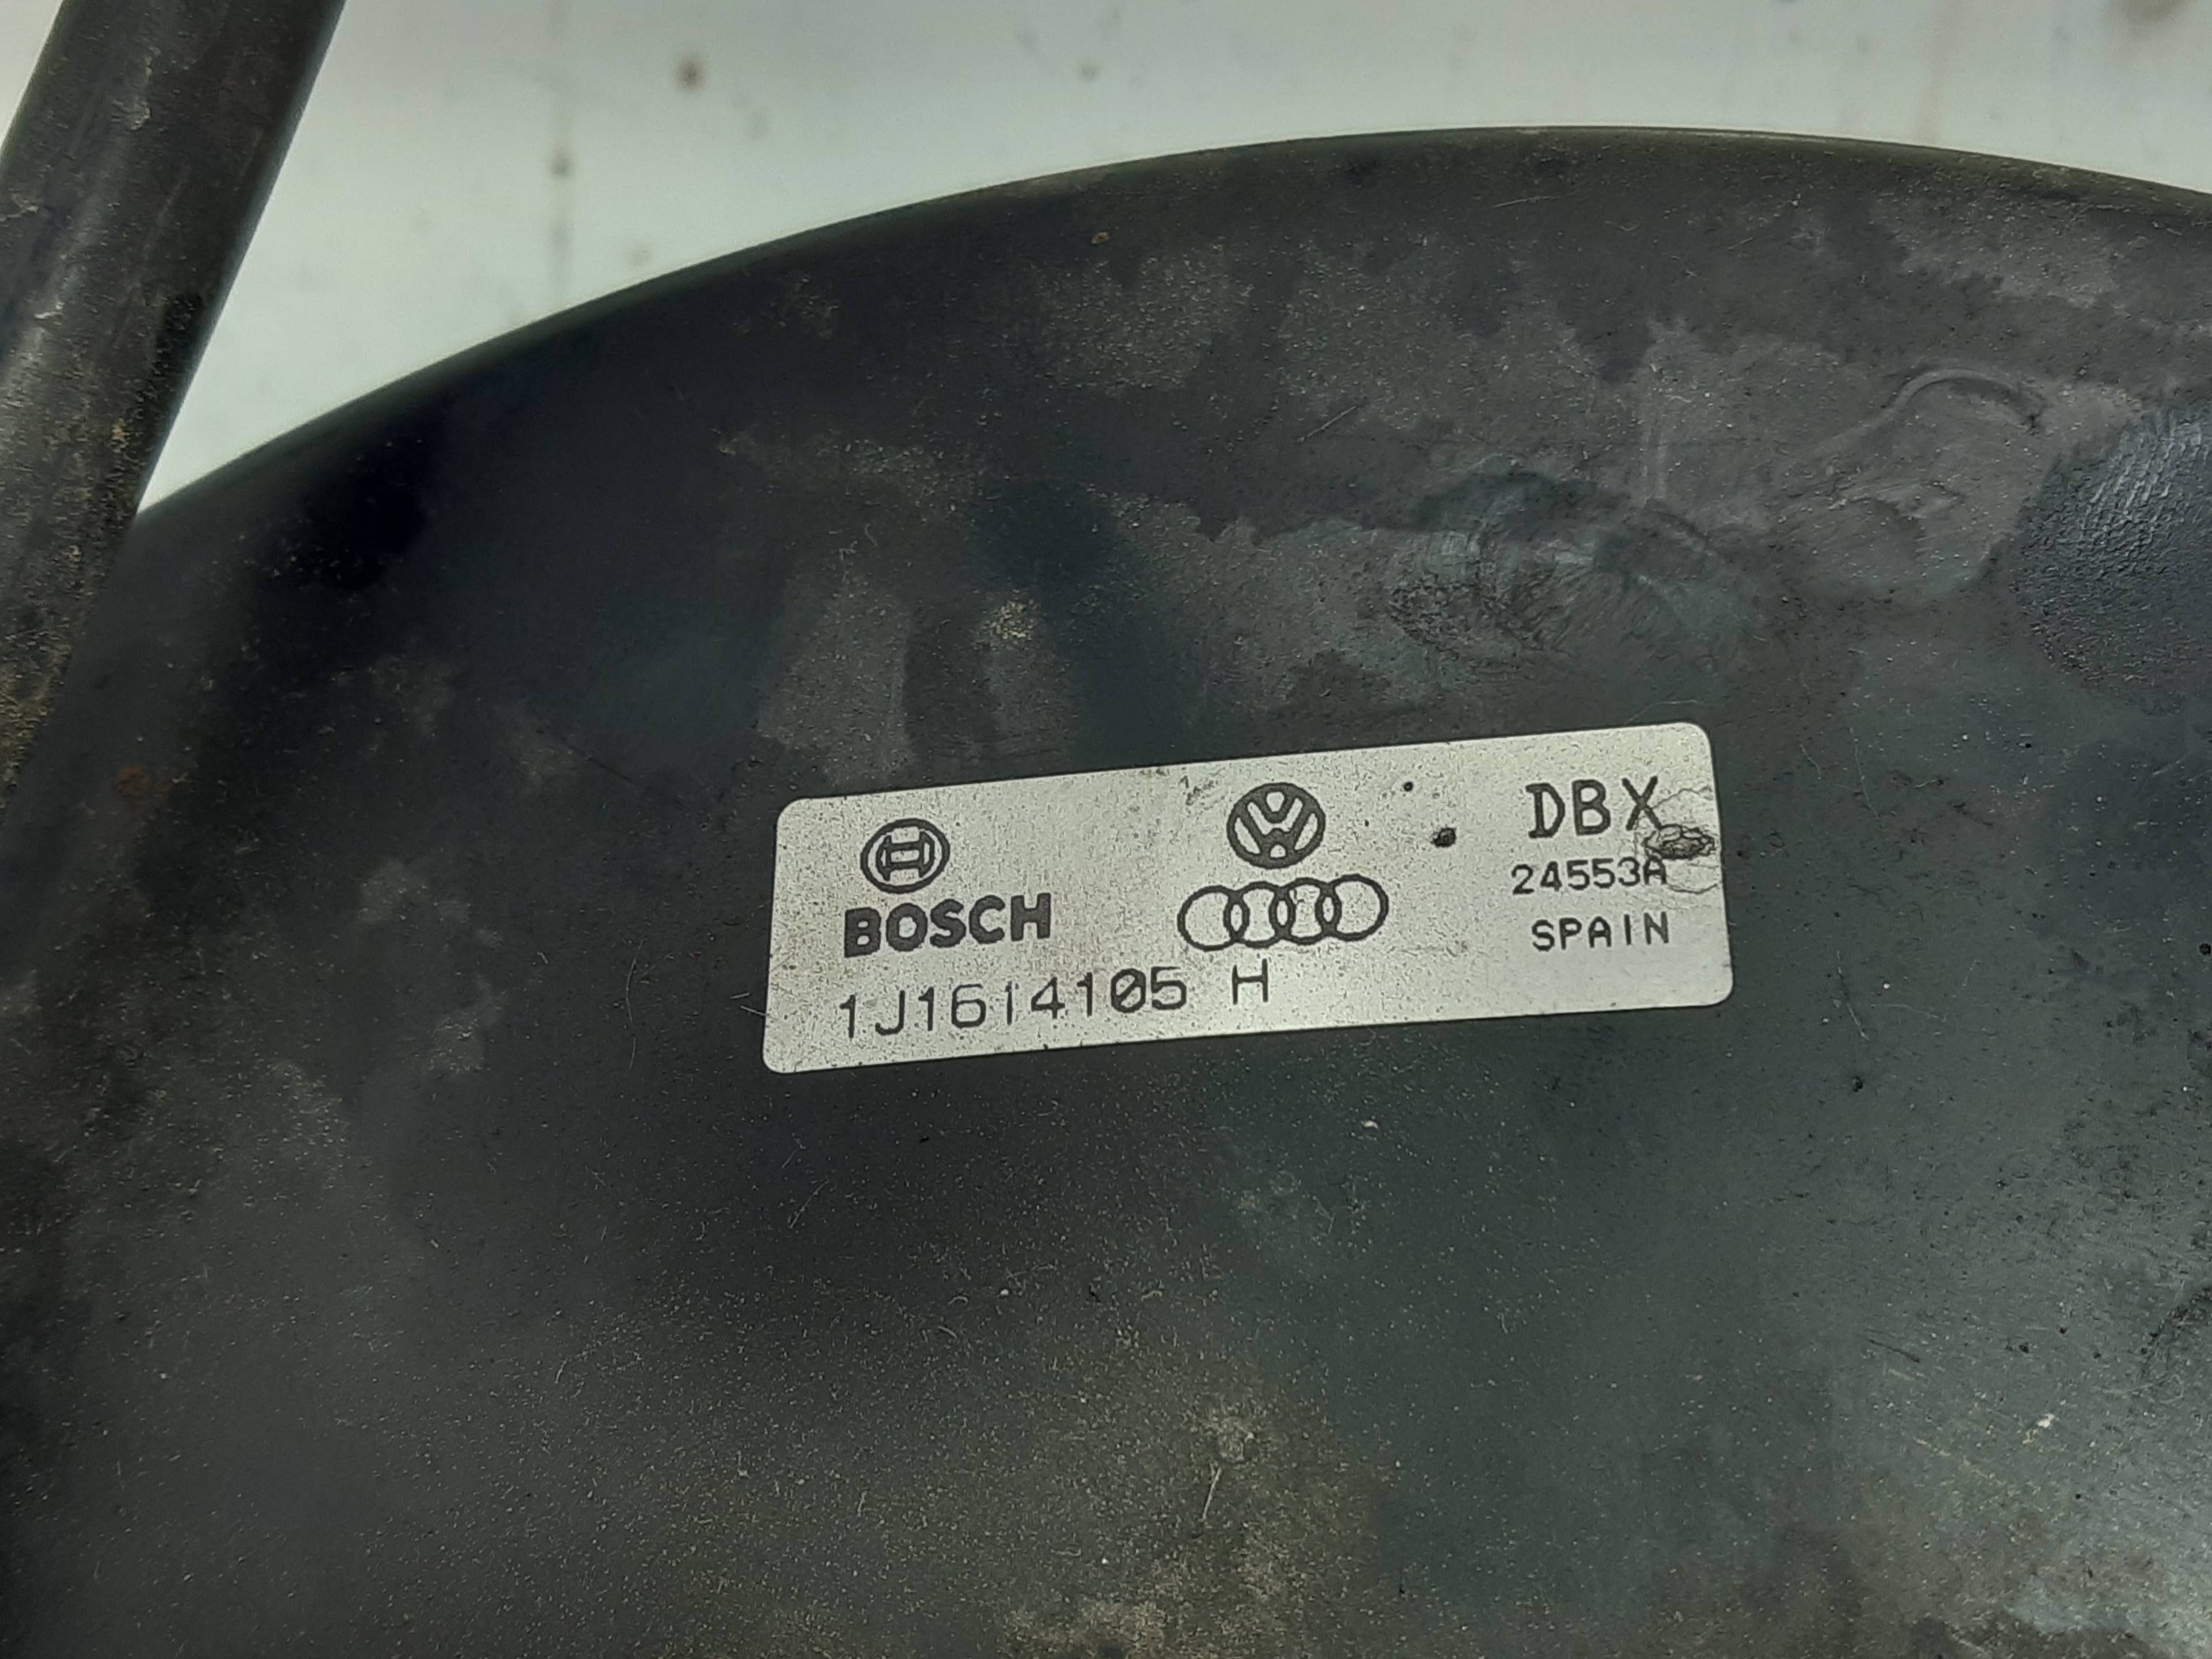 BOSCH
1J1614105 H
DBX
24553A
SPAIN